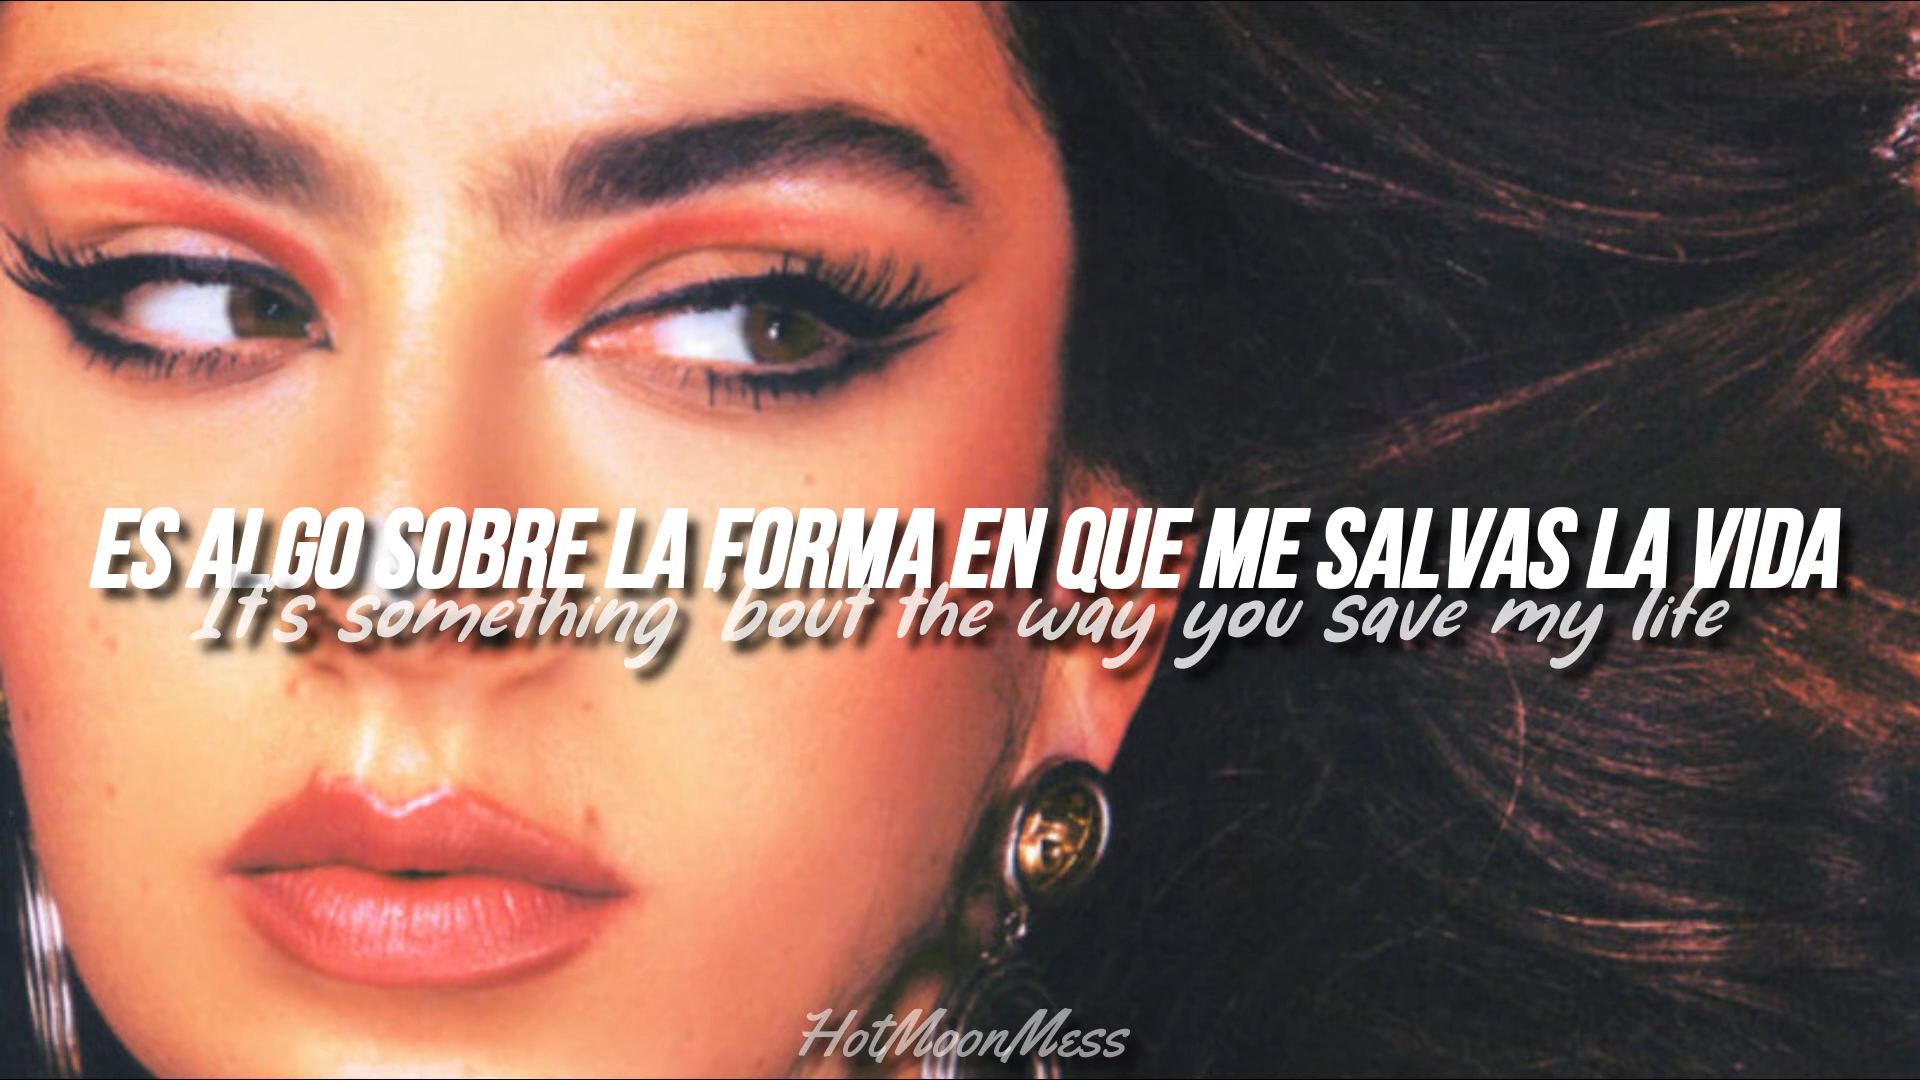 ES ALGO SOBRE LA FORMA EN QUE ME SALVAS LA VIDA
It's something 'bout the way you save my life
HotMoonMess